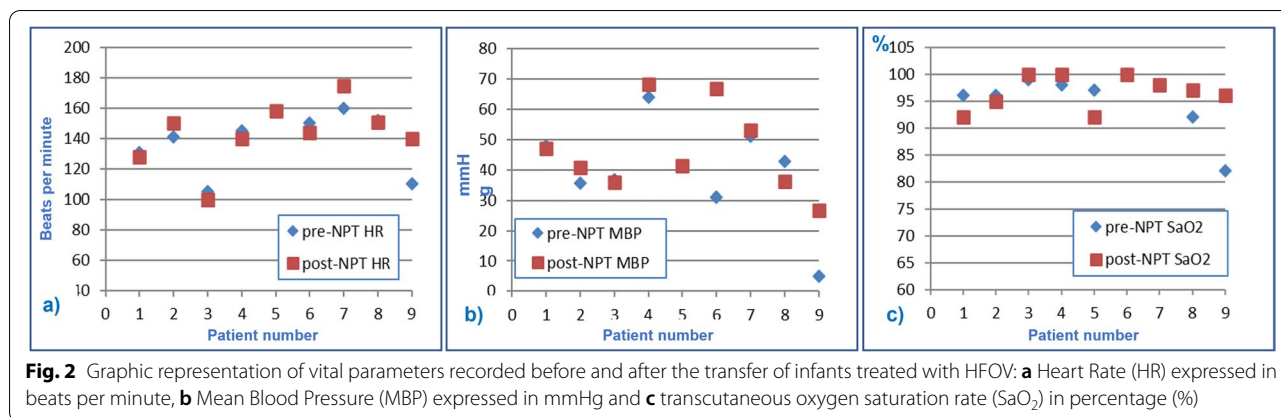 200
180
160
140
120
100
80
60
40
Beats per minute
pre-NPT HR
post-NPT HR
0 1 2 3 4 5 6 7 8 9
a)
Patient number
80
70
60
50
40
30
20
10
0
mmH
g
pre-NPT MBP
post-NPT MBP
0 1 2 3 4 5 6 7 8 9
b)
Patient number
%
105
100
95
90
85
80
75
70
65
60
pre-NPT SaO2
post-NPT SaO2
0 1 2 3 4 5 6 7 8 9
c)
Patient number
Fig. 2 Graphic representation of vital parameters recorded before and after the transfer of infants treated with HFOV: a Heart Rate (HR) expressed in
beats per minute, b Mean Blood Pressure (MBP) expressed in mmHg and c transcutaneous oxygen saturation rate (SaO₂) in percentage (%)